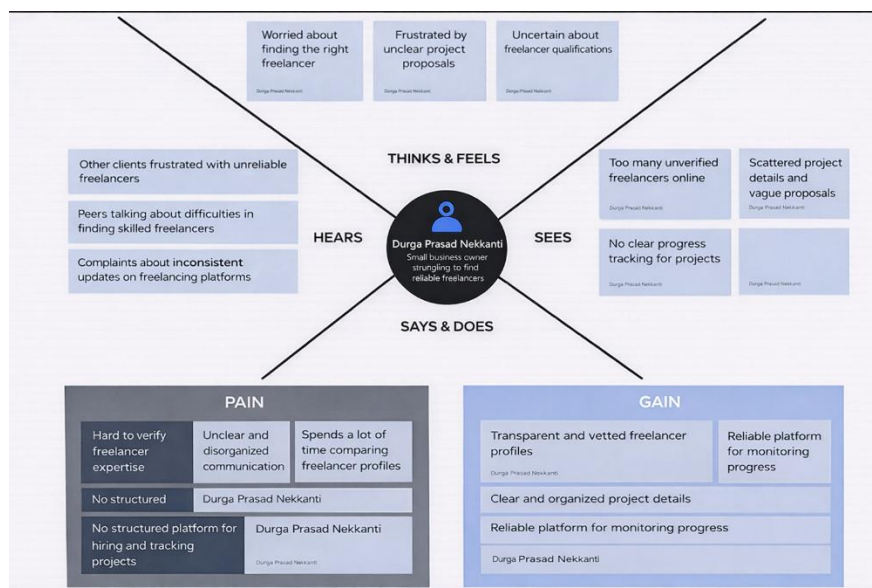 Worried about
finding the right
freelancer
Durga Prasad Nekkanti
Frustrated by
unclear project
proposals
Durga Prasad Nekkanti
Uncertain about
freelancer qualifications
Durga Prasad Nekkanti
THINKS & FEELS
Other clients frustrated with unreliable
freelancers
Peers talking about difficulties in
finding skilled freelancers
Complaints about inconsistent
updates on freelancing platforms
HEARS
Durga Prasad Nekkanti
Small business owner
strungling to find
reliable freelancers
SEES
Too many unverified
freelancers online
Durga Prasad Nekkanti
Scattered project
details and
vague proposals
Durga Prasad Nekkanti
No clear progress
tracking for projects
Durga Prasad Nekkanti
SAYS & DOES
PAIN
Hard to verify
freelancer
expertise
Unclear and
disorganized
communication
Spends a lot of
time comparing
freelancer profiles
No structured
Durga Prasad Nekkanti
No structured platform for
hiring and tracking
projects
Durga Prasad Nekkanti
Durga Prasad Nekkanti
GAIN
Transparent and vetted freelancer
profiles
Durga Prasad Nekkanti
Reliable platform
for monitoring
progress
Clear and organized project details
Reliable platform for monitoring progress
Durga Prasad Nekkanti